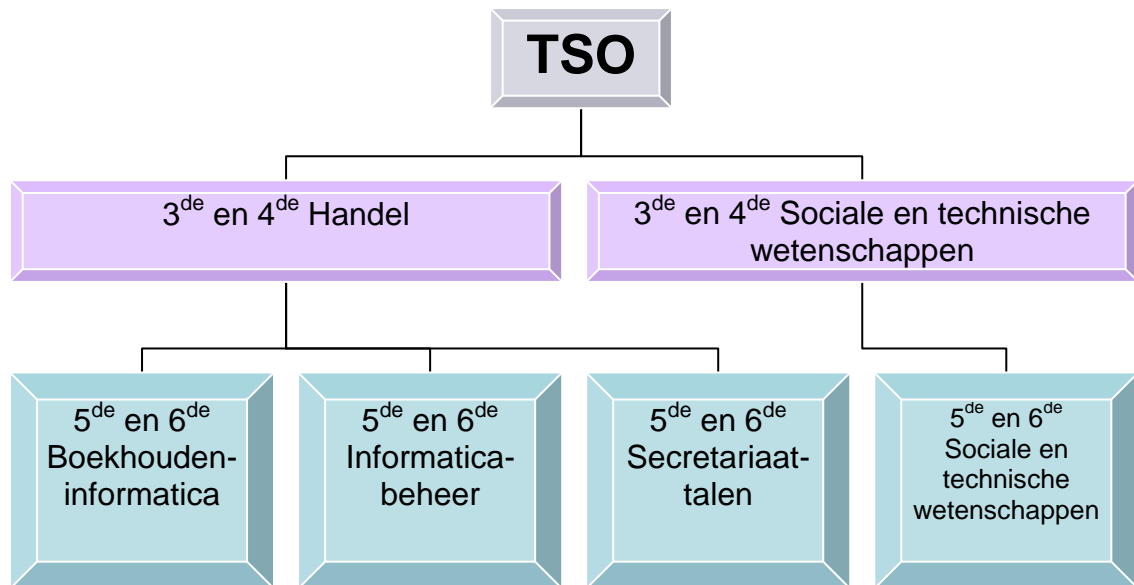 TSO
3de en 4de Handel
3de en 4de Sociale en technische
wetenschappen
5de en 6de
Boekhouden-
informatica
5de en 6de
Informatica-
beheer
5de en 6de
Secretariaat-
talen
5de en 6de
Sociale en
technische
wetenschappen